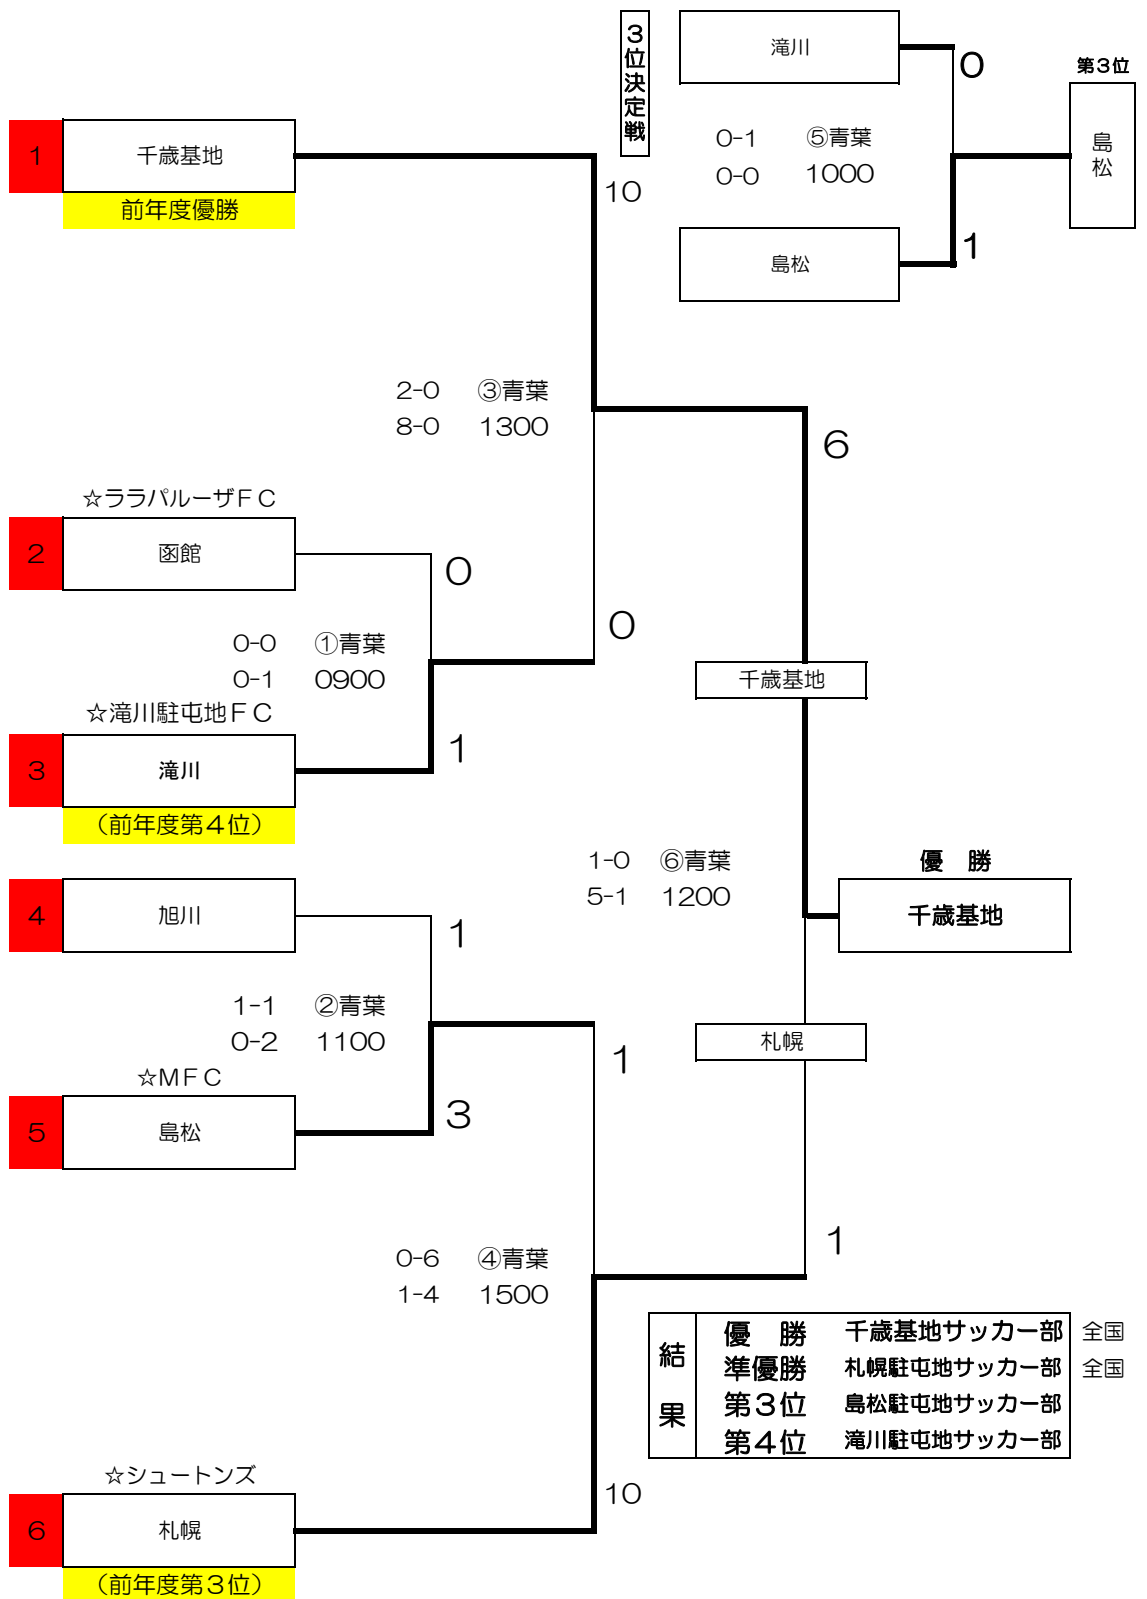 3位決定戦
滝川
0
第3位
島松
0-1 ⑤青葉
0-0 1000
1
島松
1 千歳基地
前年度優勝
10
2-0 ③青葉
8-0 1300
6
☆ララパルーザFC
2 函館
0
0-0 ①青葉
0-1 0900
0
千歳基地
☆滝川駐屯地FC
3 滝川
1
(前年度第4位)
1-0 ⑥青葉
5-1 1200
優 勝
千歳基地
4 旭川
1
1-1 ②青葉
0-2 1100
1
札幌
☆MFC
5 島松
3
0-6 ④青葉
1-4 1500
1
結果
優 勝 千歳基地サッカー部 全国
準優勝 札幌駐屯地サッカー部 全国
第3位 島松駐屯地サッカー部
第4位 滝川駐屯地サッカー部
☆シュートンズ
10
6 札幌
(前年度第3位)